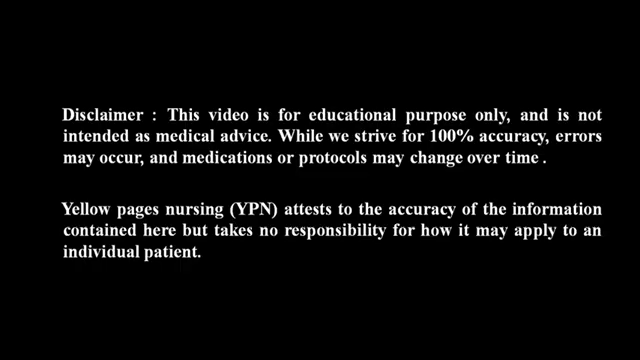 Disclaimer : This video is for educational purpose only, and is not
intended as medical advice. While we strive for 100% accuracy, errors
may occur, and medications or protocols may change over time .
Yellow pages nursing (YPN) attests to the accuracy of the information
contained here but takes no responsibility for how it may apply to an
individual patient.